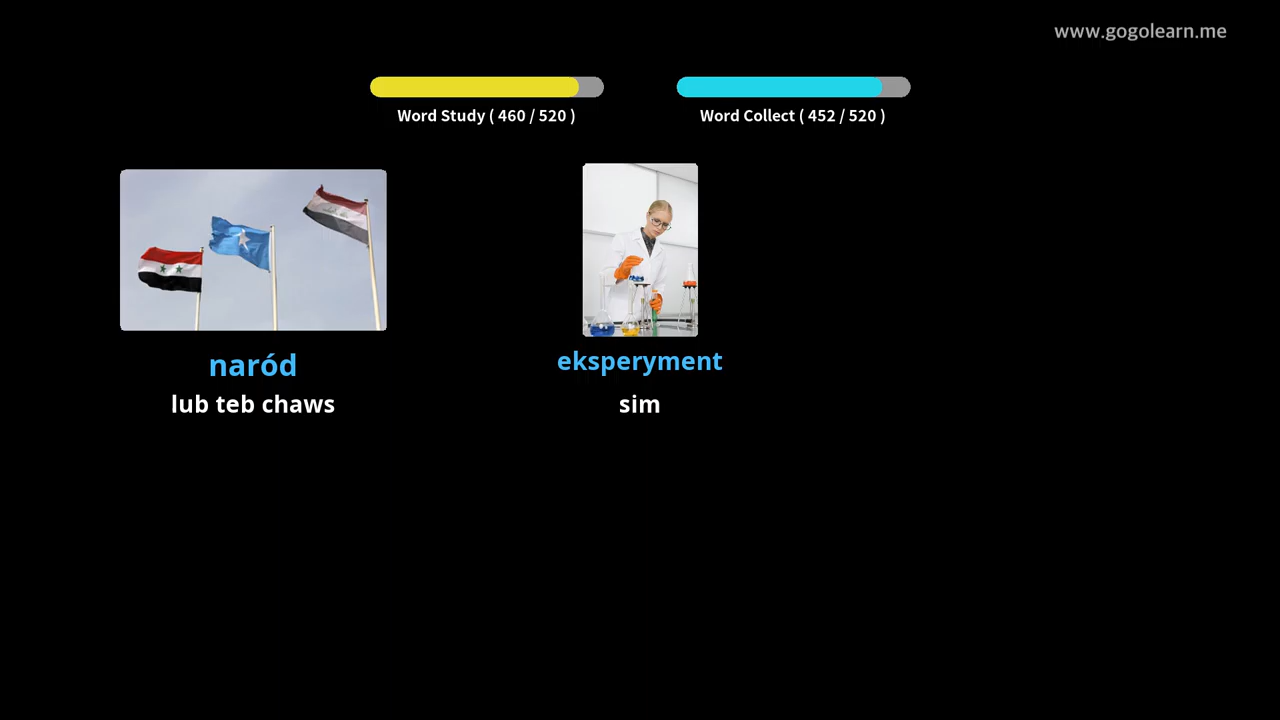 www.gogolearn.me
Word Study ( 460 / 520 )
Word Collect ( 452 / 520 )
naród
eksperyment
lub teb chaws
sim